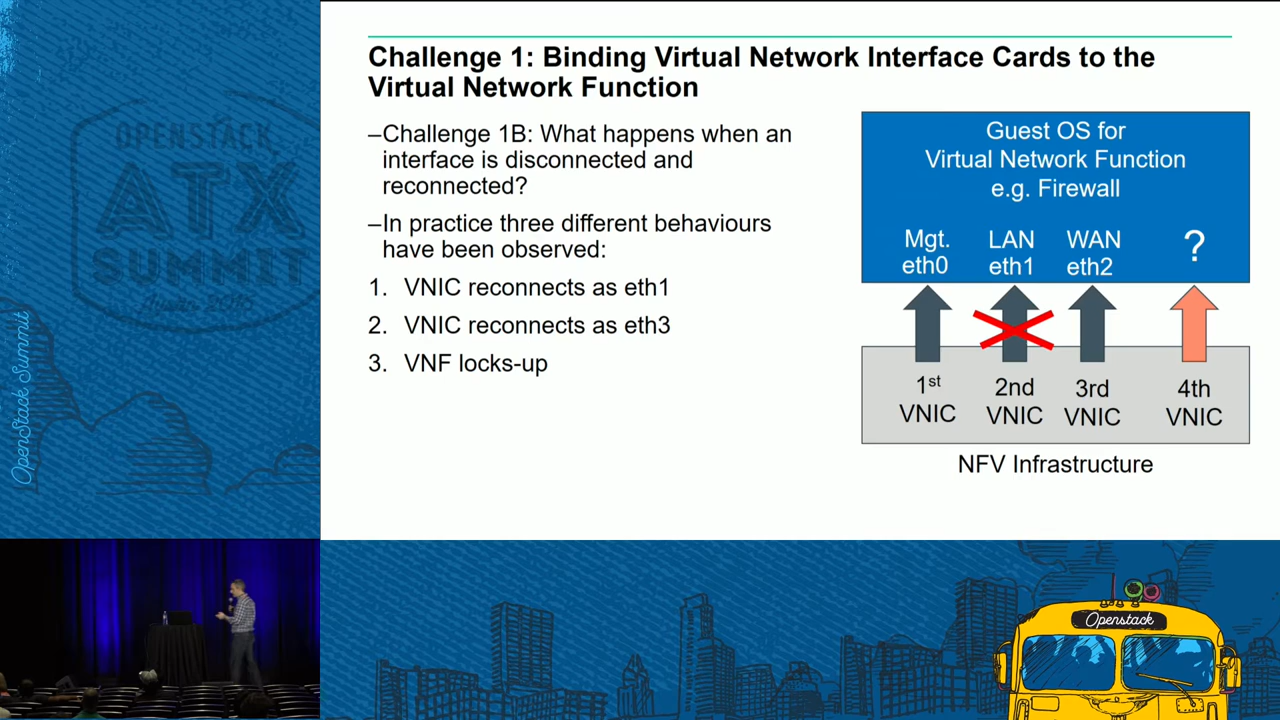 OPENSTACK
ATX
SUMMIT
OpenStack Summit
Challenge 1: Binding Virtual Network Interface Cards to the
Virtual Network Function
–Challenge 1B: What happens when an
interface is disconnected and
reconnected?
–In practice three different behaviours
have been observed:
1. VNIC reconnects as eth1
2. VNIC reconnects as eth3
3. VNF locks-up
Guest OS for
Virtual Network Function
e.g. Firewall
Mgt. LAN WAN ?
eth0 eth1 eth2
1st 2nd 3rd 4th
VNIC VNIC VNIC VNIC
NFV Infrastructure
Openstack